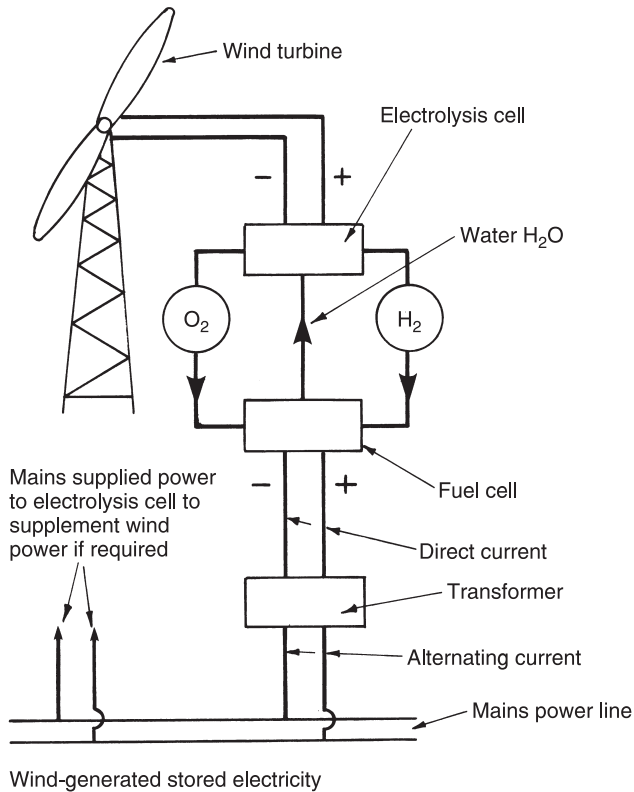 Wind turbine
Electrolysis cell
− +
Water H₂O
O₂
H₂
− +
Fuel cell
Mains supplied power
to electrolysis cell to
supplement wind
power if required
Direct current
Transformer
Alternating current
Mains power line
Wind-generated stored electricity